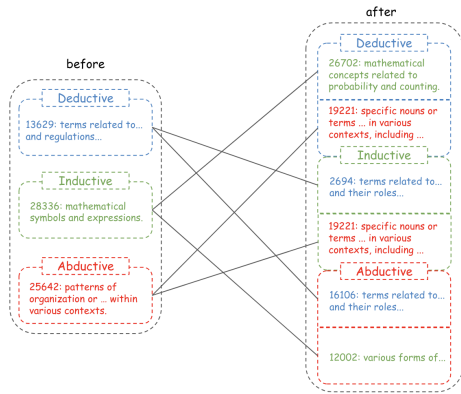 before
Deductive
13629: terms related to...
and regulations...
Inductive
28336: mathematical
symbols and expressions.
Abductive
25642: patterns of
organization or ... within
various contexts.
after
Deductive
26702: mathematical
concepts related to
probability and counting.
19221: specific nouns or
terms ... in various
contexts, including ...
Inductive
2694: terms related to...
and their roles...
19221: specific nouns or
terms ... in various
contexts, including ...
Abductive
16106: terms related to...
and their roles...
12002: various forms of...